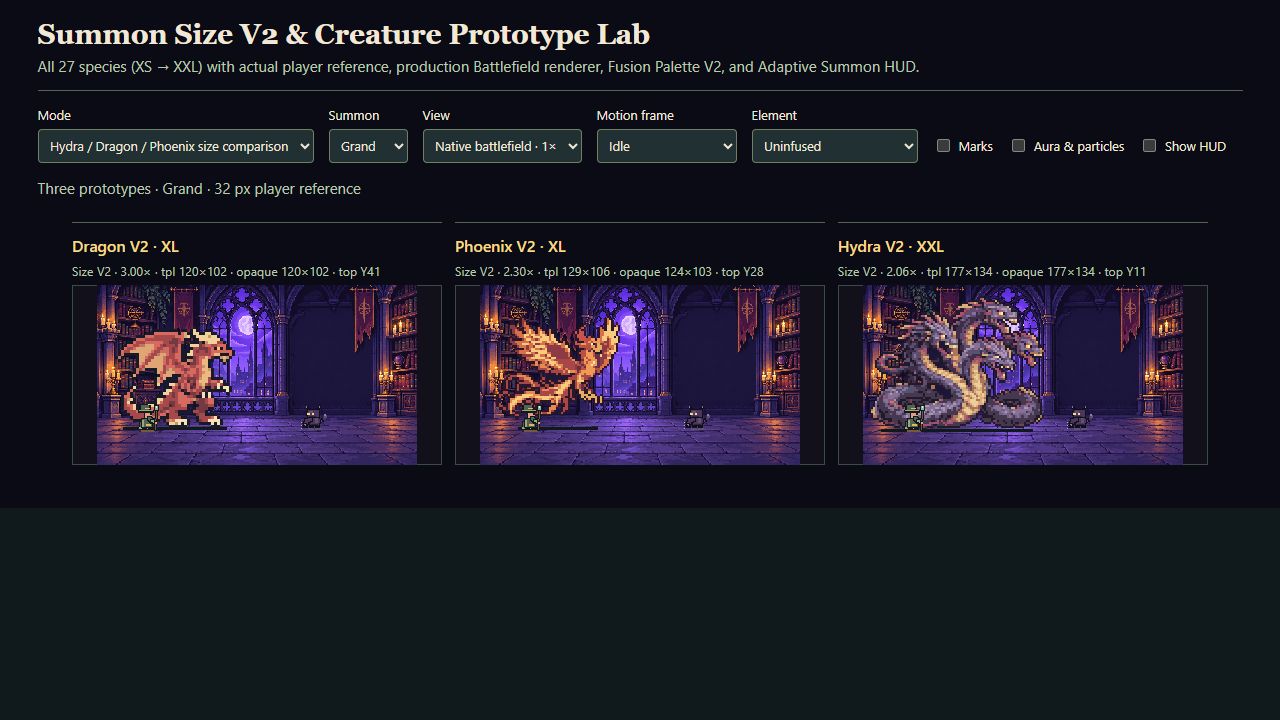 Summon Size V2 & Creature Prototype Lab
All 27 species (XS → XXL) with actual player reference, production Battlefield renderer, Fusion Palette V2, and Adaptive Summon HUD.
Mode Summon View Motion frame Element
Hydra / Dragon / Phoenix size comparison Grand Native battlefield · 1× Idle Uninfused Marks Aura & particles Show HUD
Three prototypes · Grand · 32 px player reference
Dragon V2 · XL
Size V2 · 3.00× · tpl 120×102 · opaque 120×102 · top Y41
Phoenix V2 · XL
Size V2 · 2.30× · tpl 129×106 · opaque 124×103 · top Y28
Hydra V2 · XXL
Size V2 · 2.06× · tpl 177×134 · opaque 177×134 · top Y11